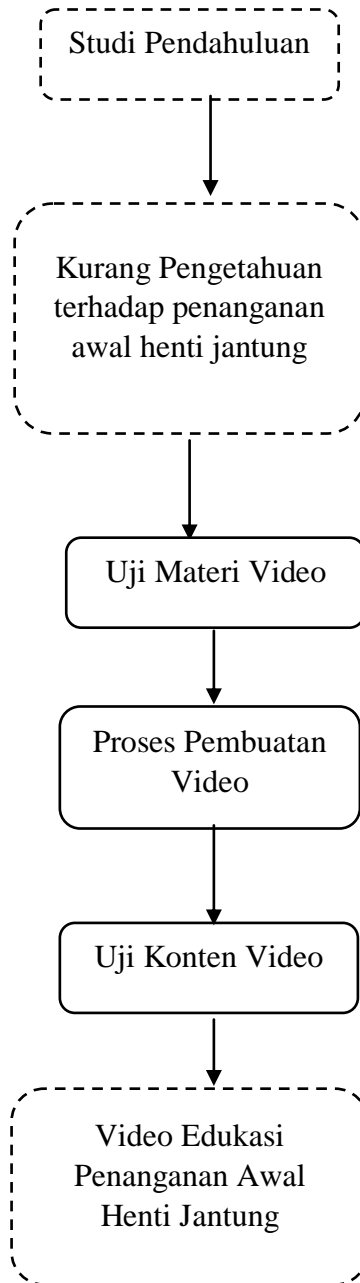 Studi Pendahuluan
Kurang Pengetahuan
terhadap penanganan
awal henti jantung
Uji Materi Video
Proses Pembuatan
Video
Uji Konten Video
Video Edukasi
Penanganan Awal
Henti Jantung